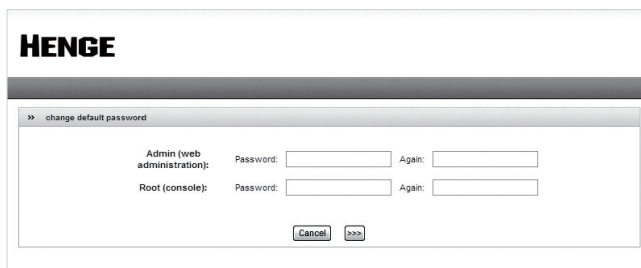 HENGE
» change default password
Admin (web administration): Password: Again:
Root (console): Password: Again:
Cancel >>>